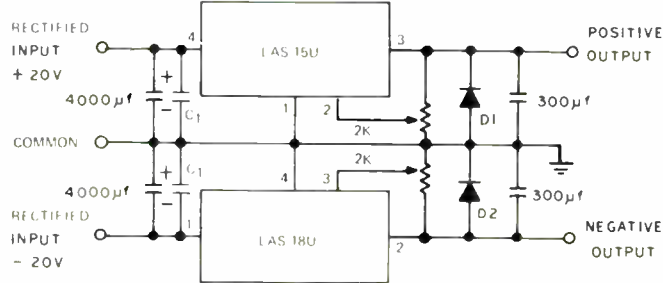 RECTIFIED
INPUT
+ 20V
4
LAS 15U
3
POSITIVE
OUTPUT
1
2
+
4000µf
−
C1
2K
D1
300µf
COMMON
2K
+
4000µf
−
C1
4
3
D2
300µf
RECTIFIED
INPUT
− 20V
1
LAS 18U
2
NEGATIVE
OUTPUT